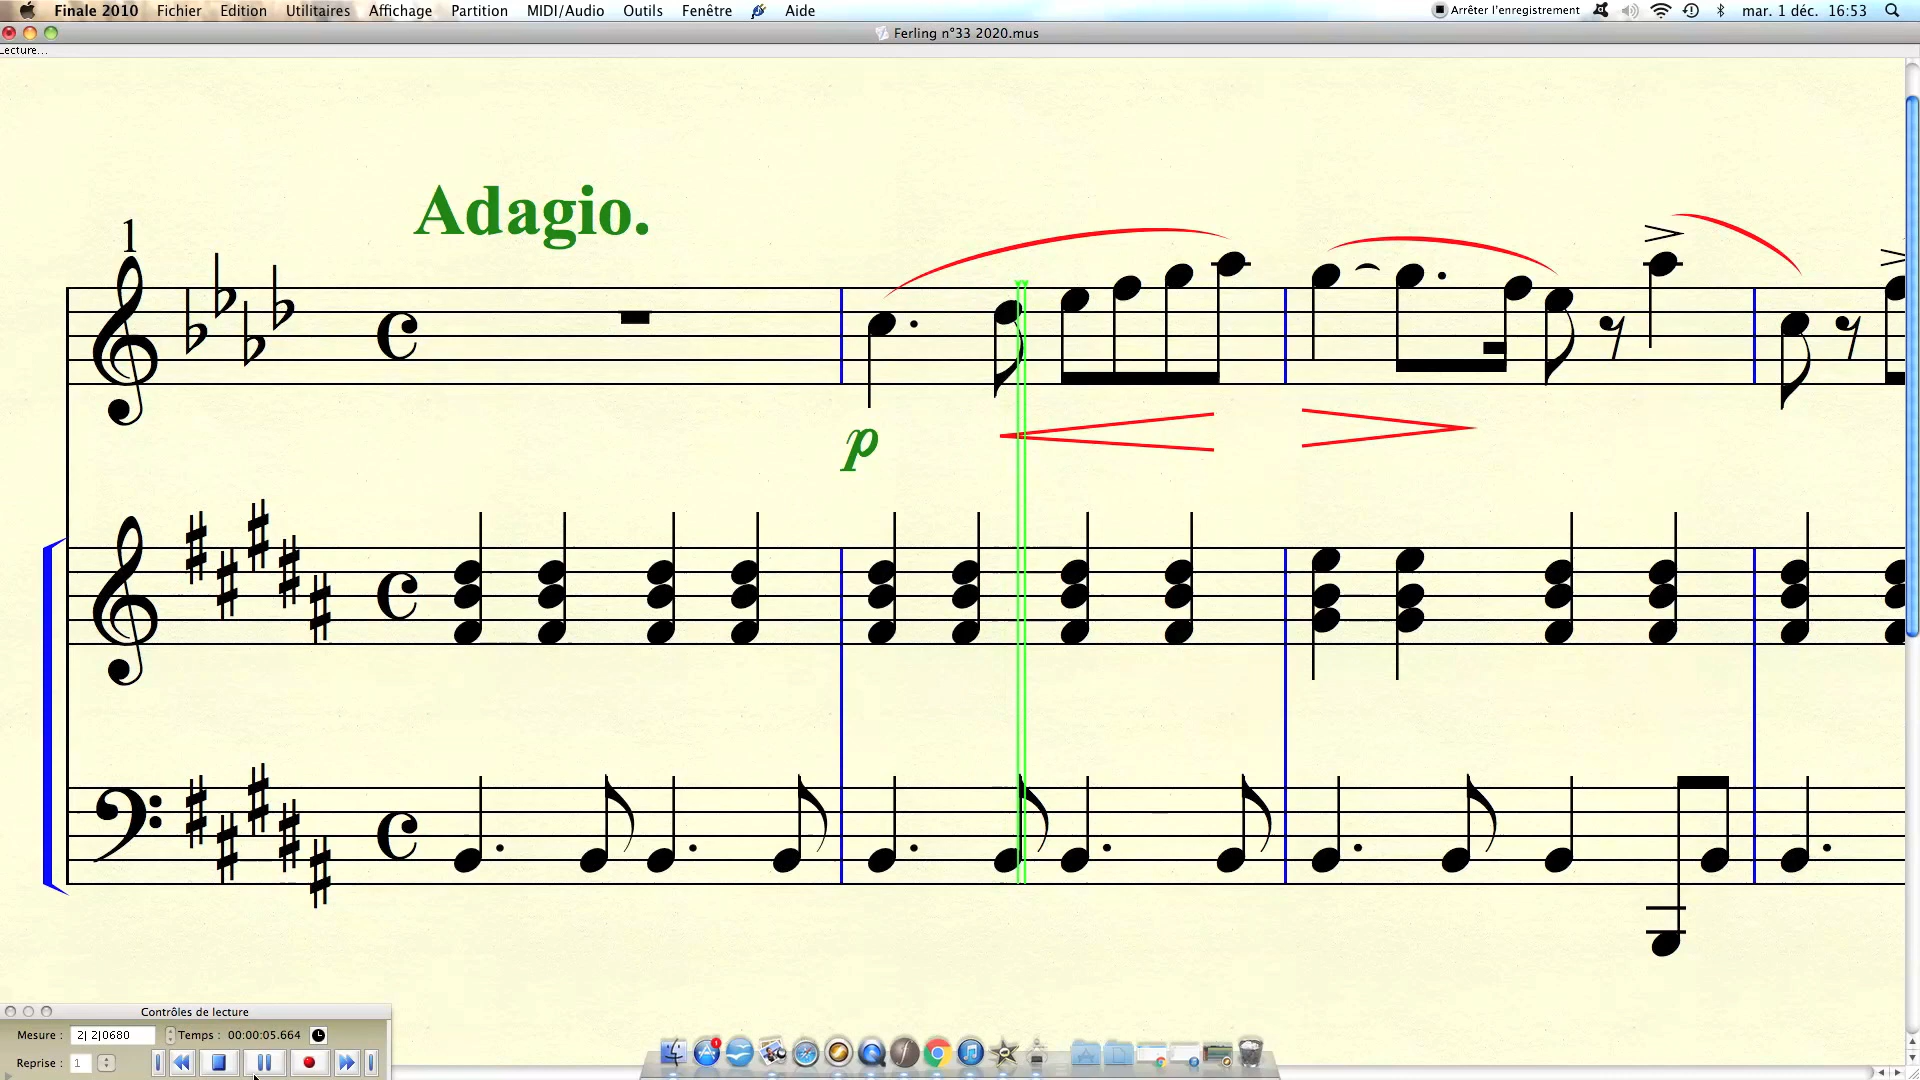 Finale 2010 Fichier Edition Utilitaires Affichage Partition MIDI/Audio Outils Fenêtre Aide Arrêter l'enregistrement mar. 1 déc. 16:53
Ferling n°33 2020.mus
Lecture...
Adagio.
1
p
Contrôles de lecture
Mesure : 2| 2|0680 Temps : 00:00:05.664
Reprise : 1